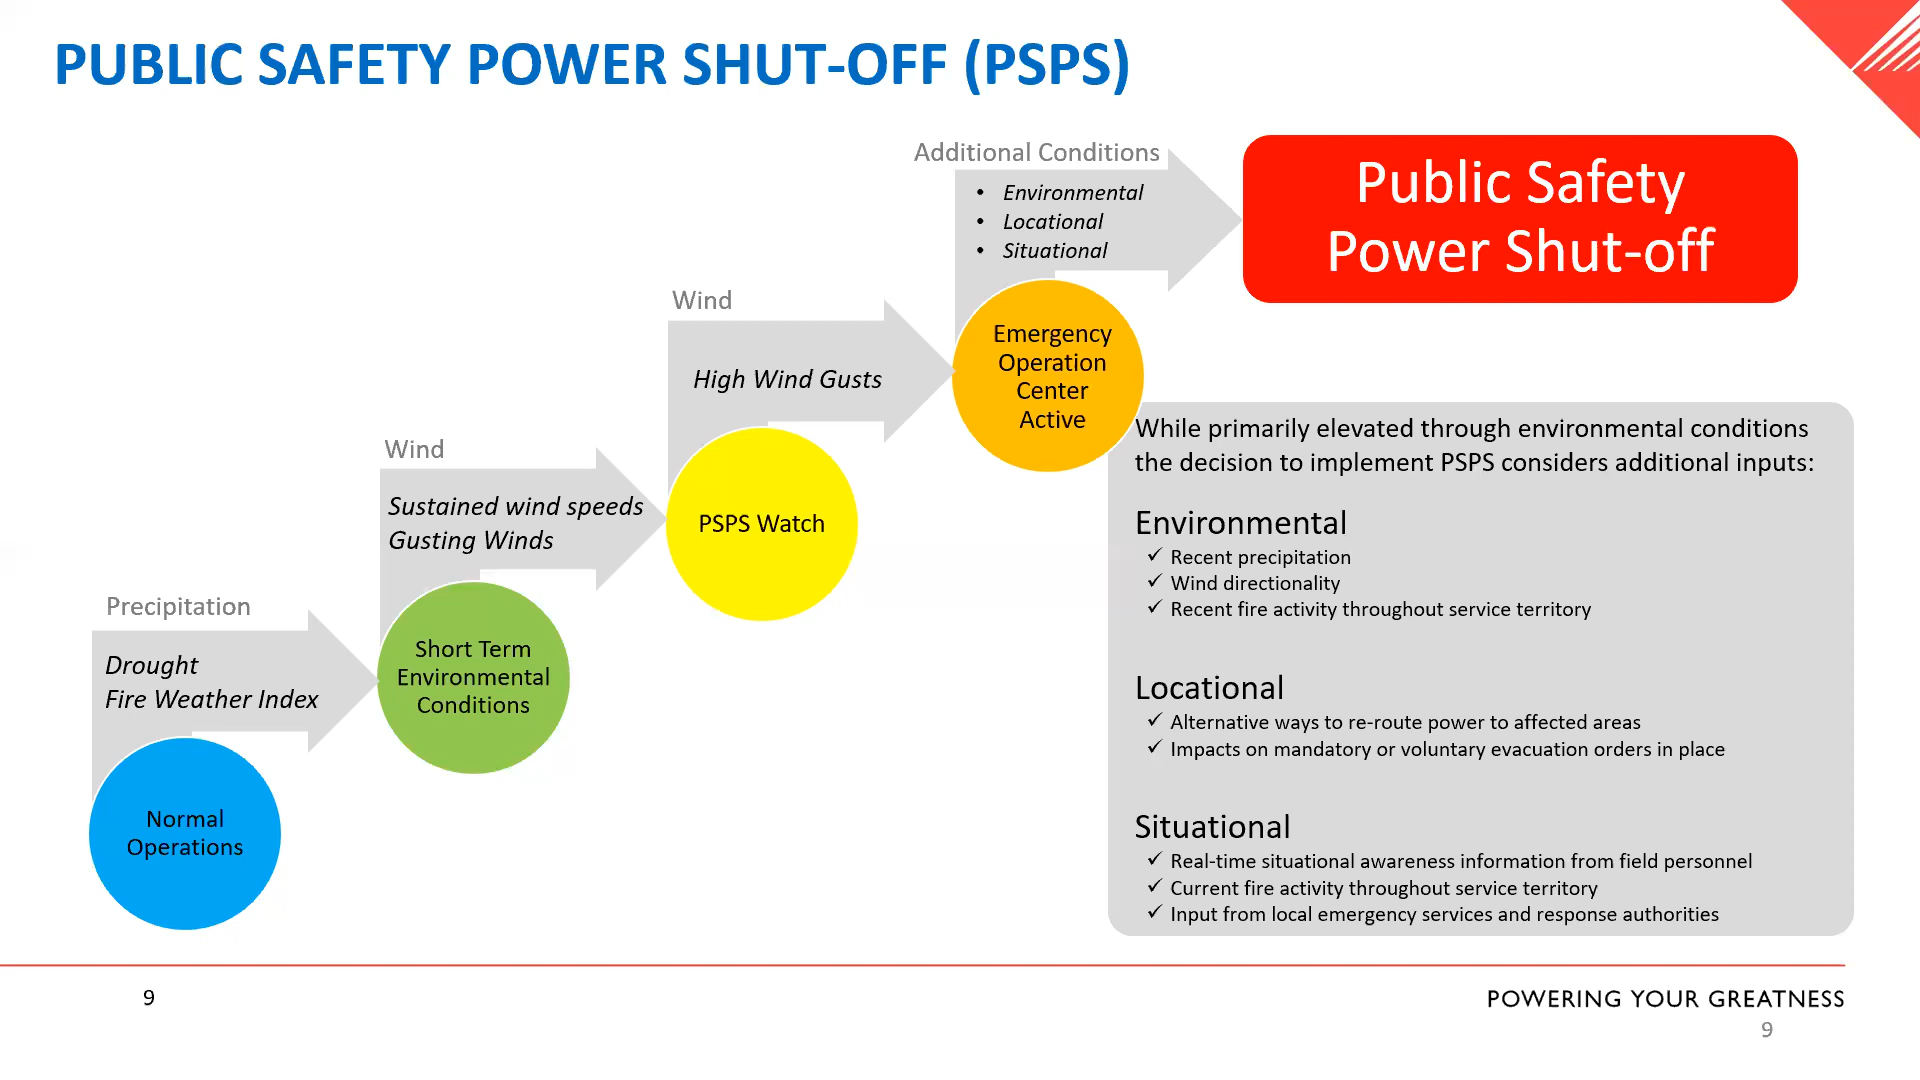 PUBLIC SAFETY POWER SHUT-OFF (PSPS)
Additional Conditions
• Environmental
• Locational
• Situational
Public Safety
Power Shut-off
Wind
High Wind Gusts
Emergency
Operation
Center
Active
Wind
Sustained wind speeds
Gusting Winds
PSPS Watch
Precipitation
Drought
Fire Weather Index
Short Term
Environmental
Conditions
Normal
Operations
While primarily elevated through environmental conditions
the decision to implement PSPS considers additional inputs:
Environmental
✓ Recent precipitation
✓ Wind directionality
✓ Recent fire activity throughout service territory
Locational
✓ Alternative ways to re-route power to affected areas
✓ Impacts on mandatory or voluntary evacuation orders in place
Situational
✓ Real-time situational awareness information from field personnel
✓ Current fire activity throughout service territory
✓ Input from local emergency services and response authorities
9
POWERING YOUR GREATNESS
9